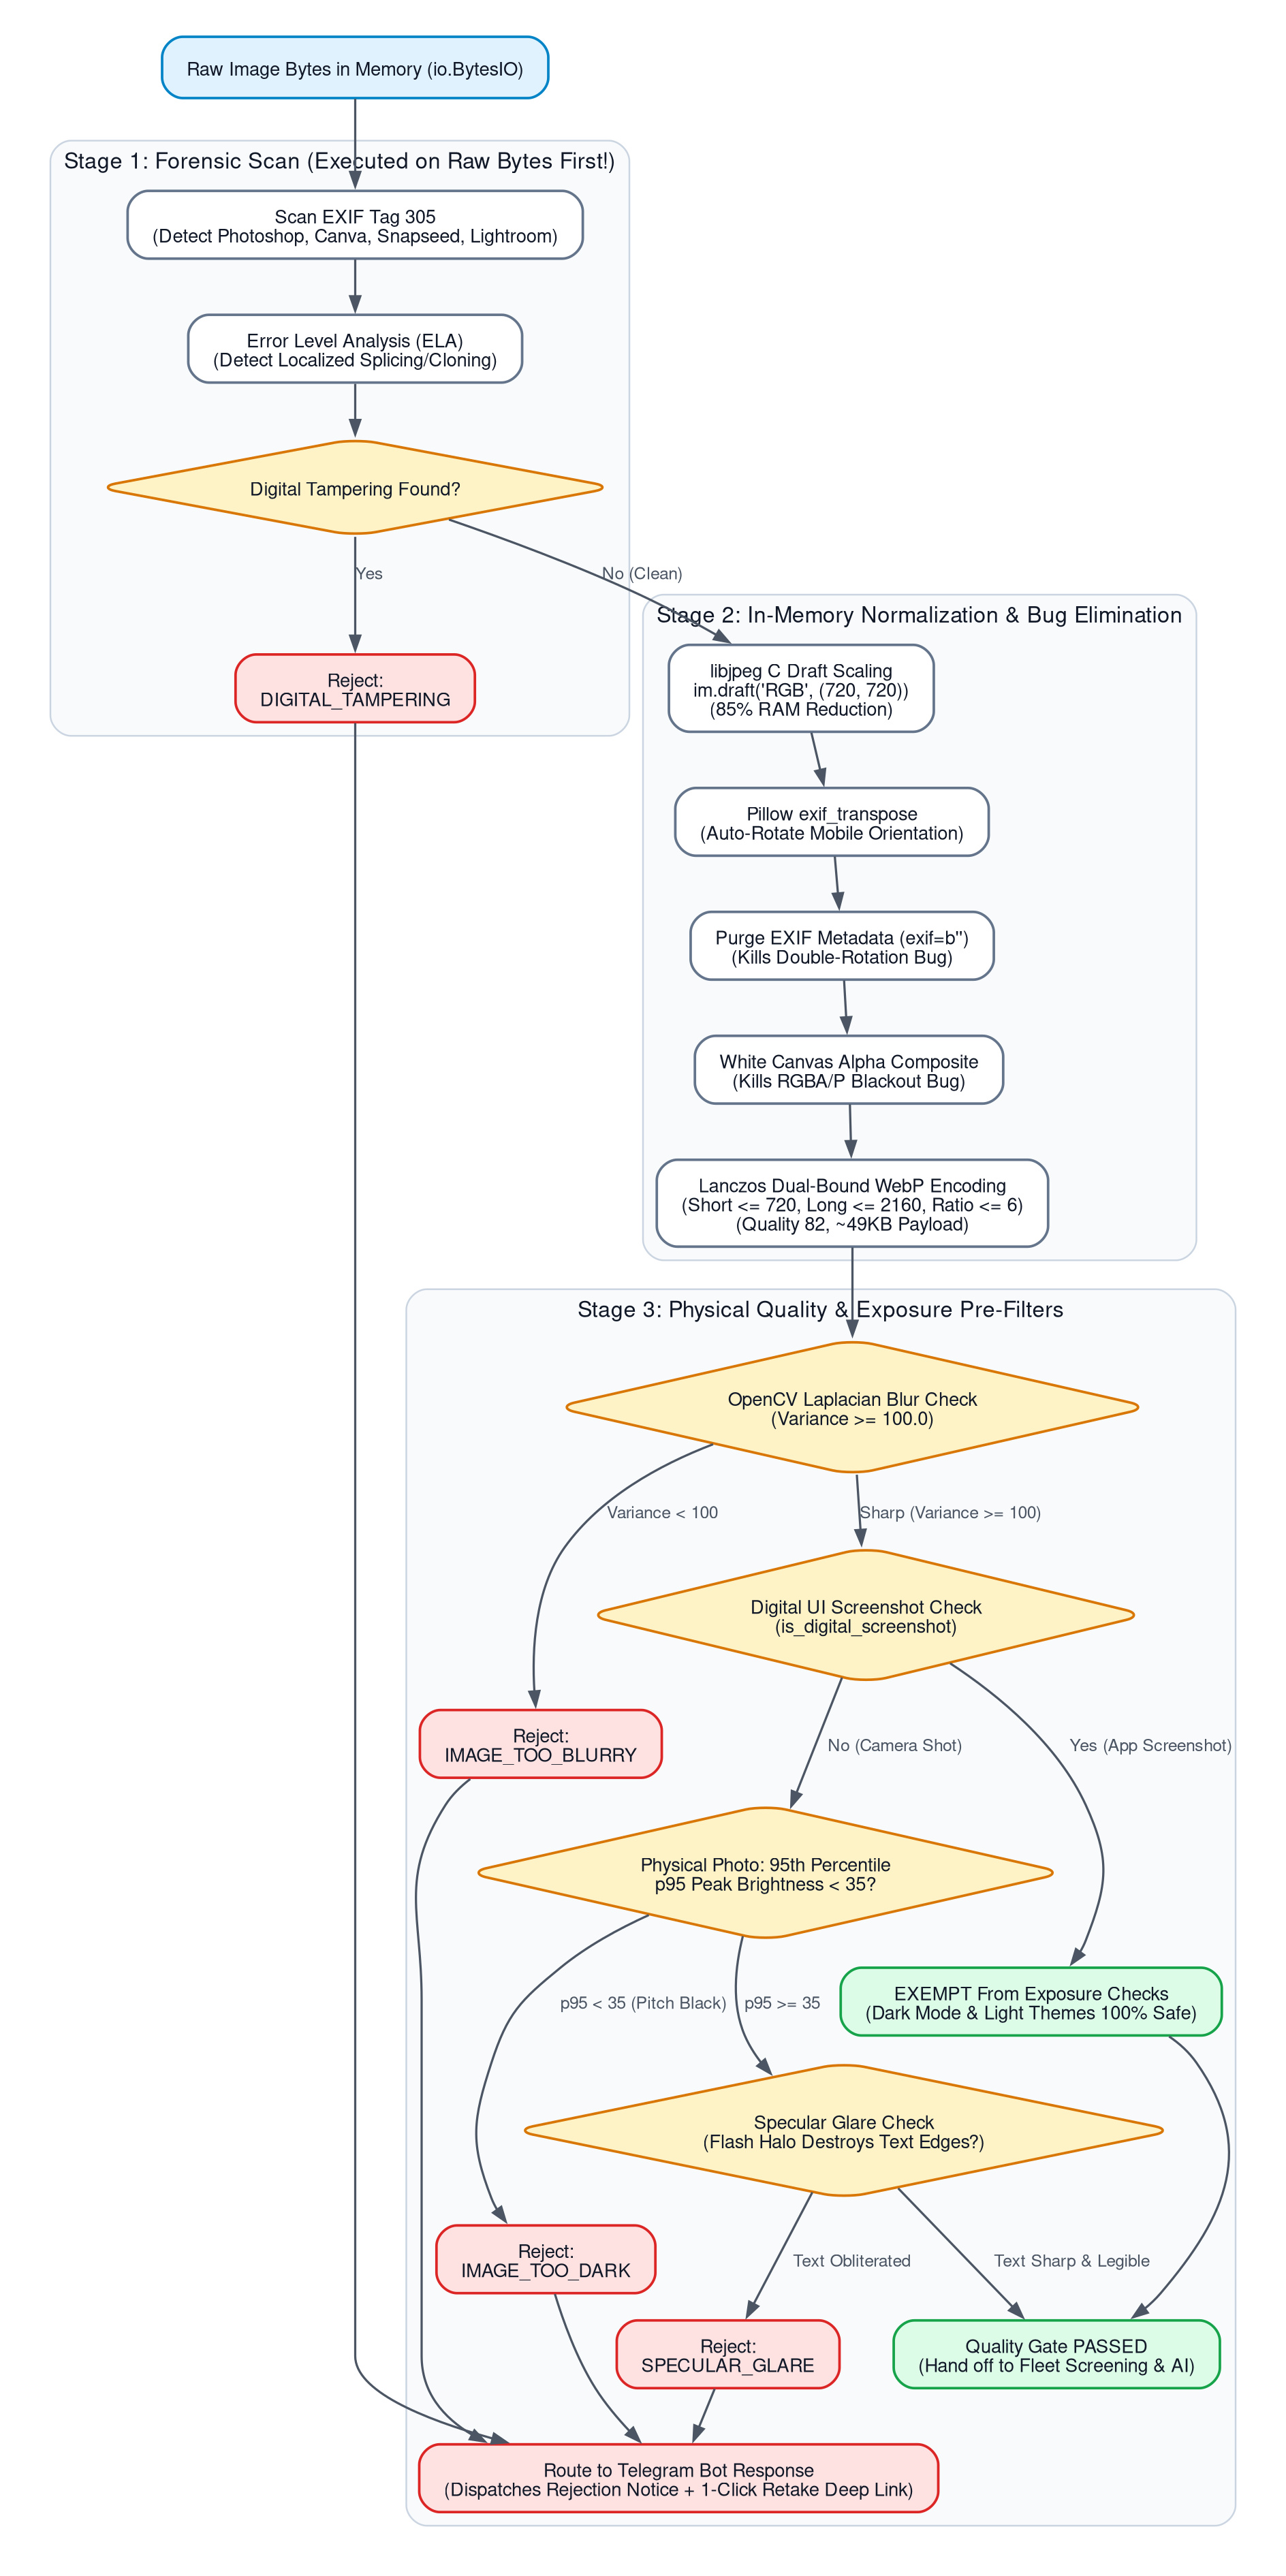 Raw Image Bytes in Memory (io.BytesIO)
Stage 1: Forensic Scan (Executed on Raw Bytes First!)
Scan EXIF Tag 305
(Detect Photoshop, Canva, Snapseed, Lightroom)
Error Level Analysis (ELA)
(Detect Localized Splicing/Cloning)
Digital Tampering Found?
Yes
No (Clean)
Reject:
DIGITAL_TAMPERING
Stage 2: In-Memory Normalization & Bug Elimination
libjpeg C Draft Scaling
im.draft('RGB', (720, 720))
(85% RAM Reduction)
Pillow exif_transpose
(Auto-Rotate Mobile Orientation)
Purge EXIF Metadata (exif=b'')
(Kills Double-Rotation Bug)
White Canvas Alpha Composite
(Kills RGBA/P Blackout Bug)
Lanczos Dual-Bound WebP Encoding
(Short <= 720, Long <= 2160, Ratio <= 6)
(Quality 82, ~49KB Payload)
Stage 3: Physical Quality & Exposure Pre-Filters
OpenCV Laplacian Blur Check
(Variance >= 100.0)
Variance < 100
Sharp (Variance >= 100)
Digital UI Screenshot Check
(is_digital_screenshot)
Reject:
IMAGE_TOO_BLURRY
No (Camera Shot)
Yes (App Screenshot)
Physical Photo: 95th Percentile
p95 Peak Brightness < 35?
p95 < 35 (Pitch Black)
p95 >= 35
EXEMPT From Exposure Checks
(Dark Mode & Light Themes 100% Safe)
Specular Glare Check
(Flash Halo Destroys Text Edges?)
Reject:
IMAGE_TOO_DARK
Text Obliterated
Text Sharp & Legible
Reject:
SPECULAR_GLARE
Quality Gate PASSED
(Hand off to Fleet Screening & AI)
Route to Telegram Bot Response
(Dispatches Rejection Notice + 1-Click Retake Deep Link)